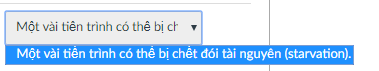 Một vài tiến trình có thể bị ch
Một vài tiến trình có thể bị chết đói tài nguyên (starvation).